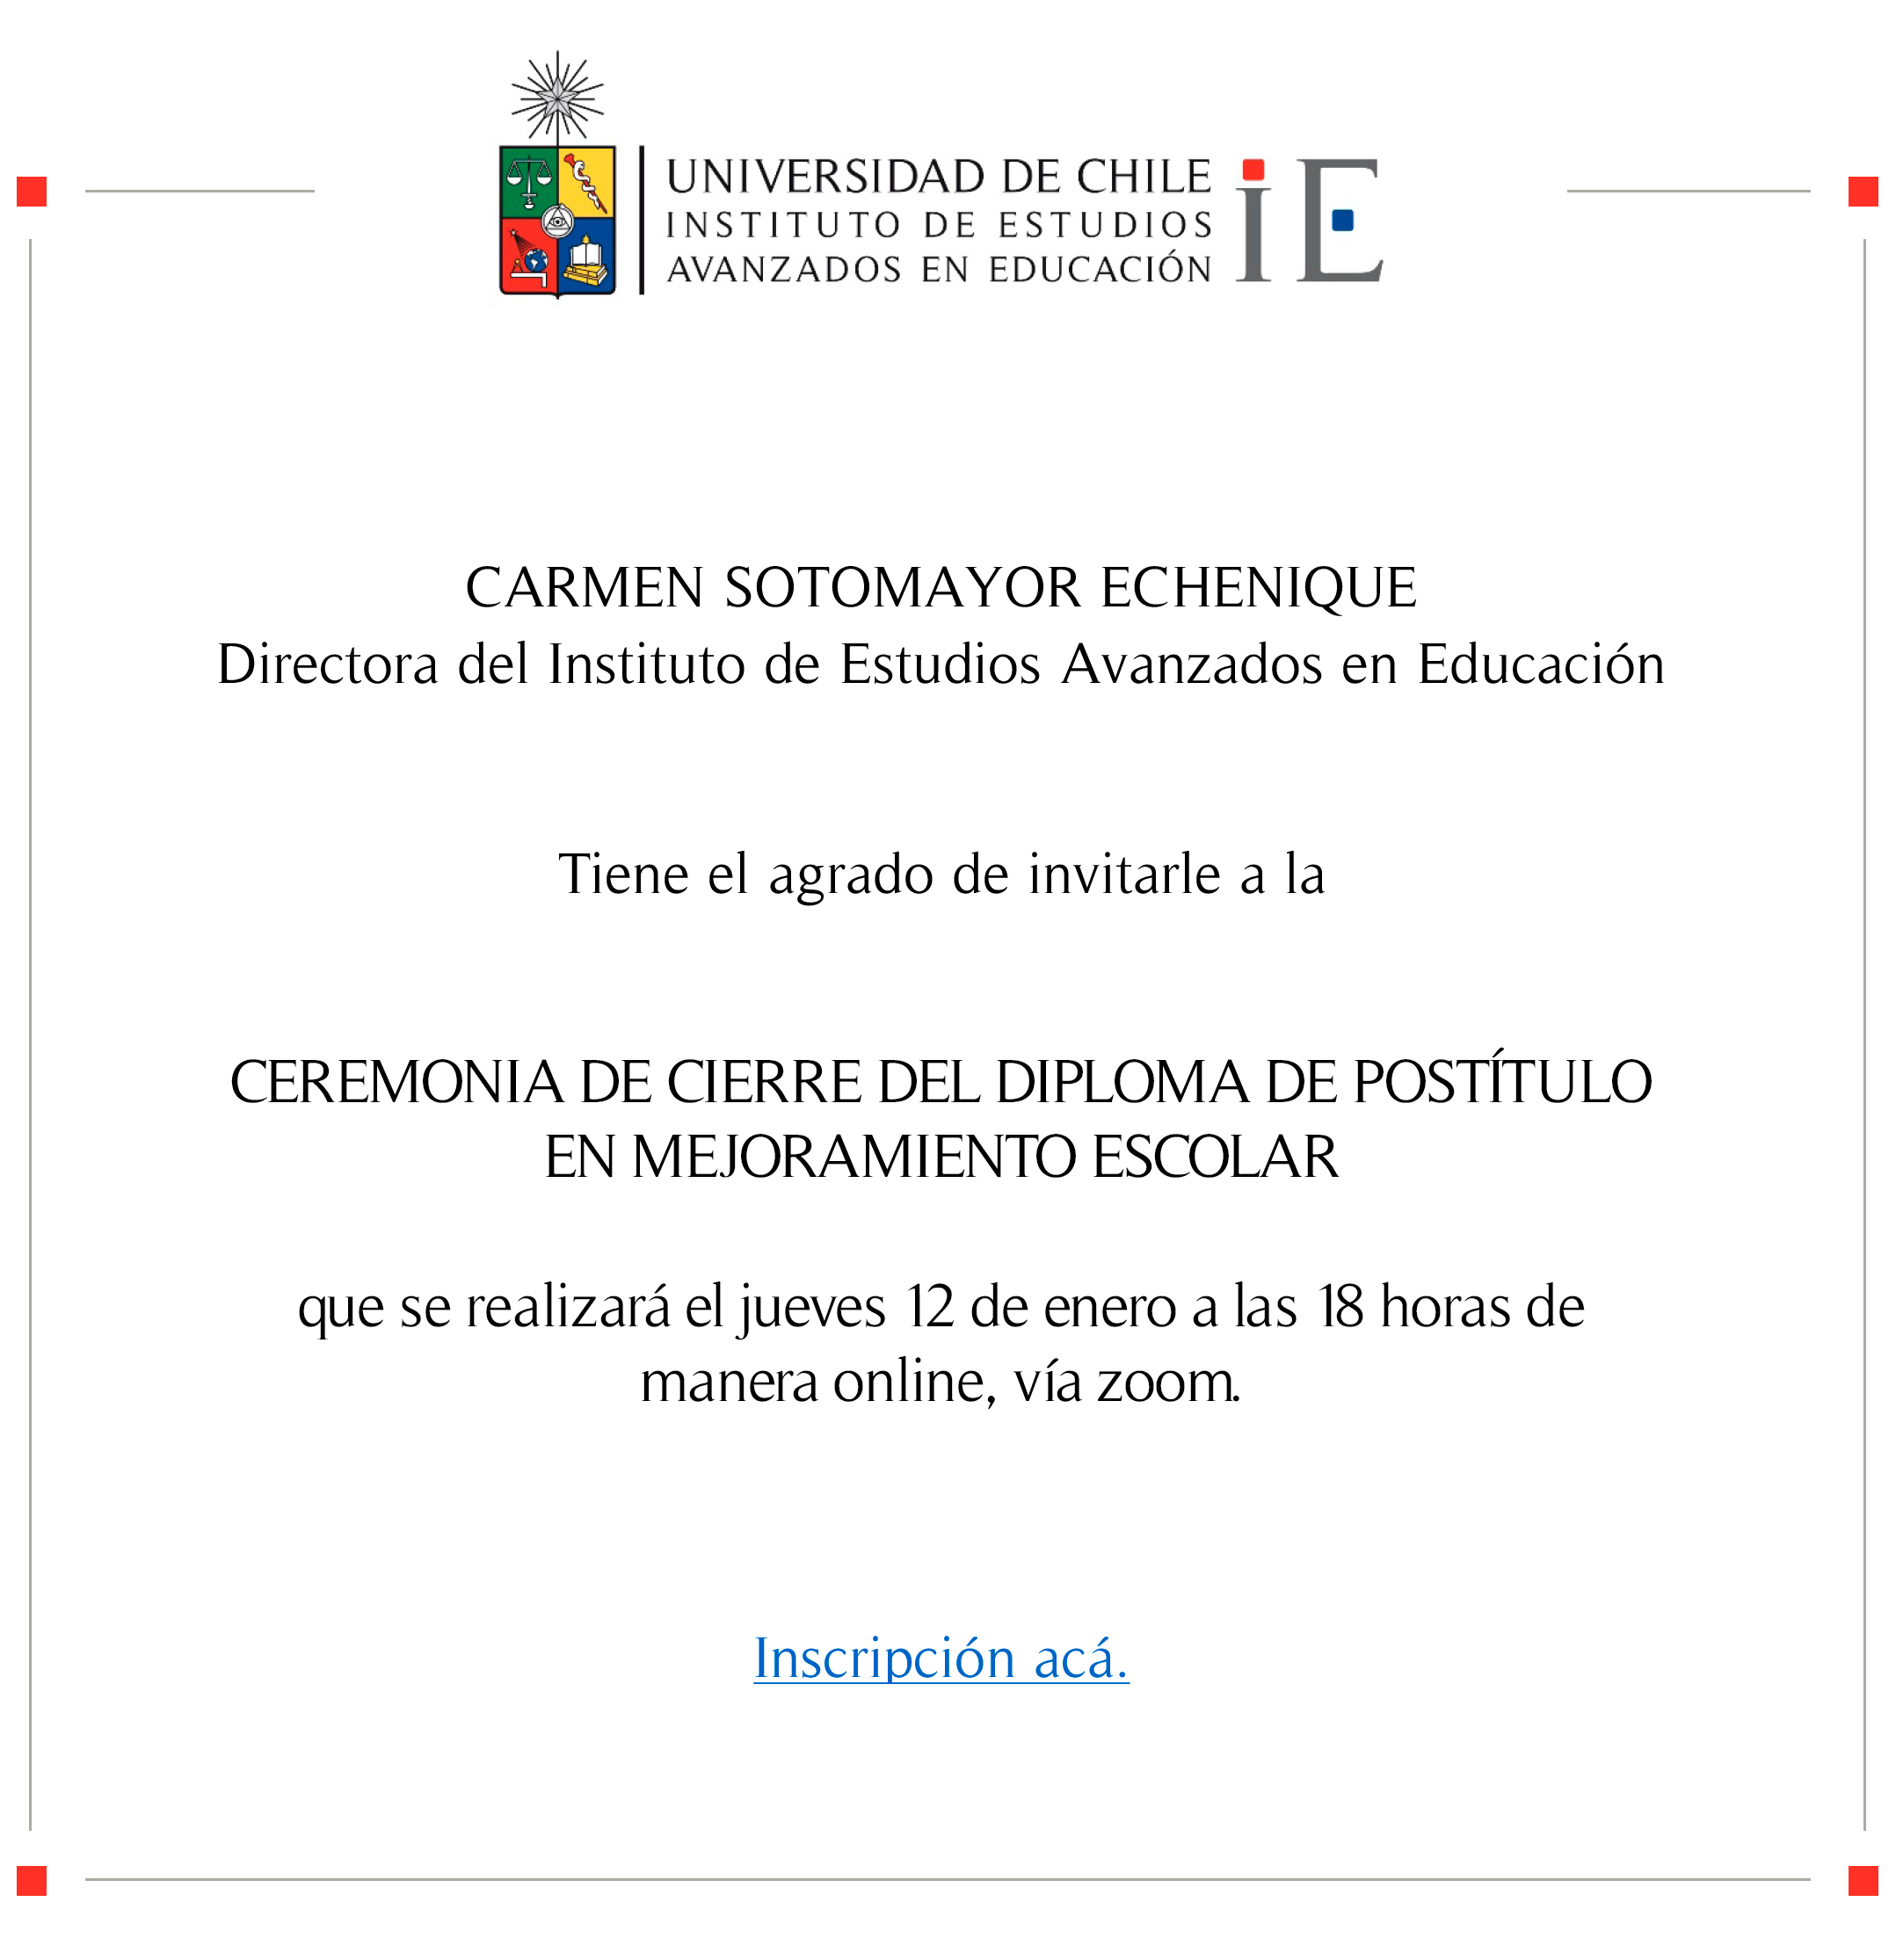 UNIVERSIDAD DE CHILE
INSTITUTO DE ESTUDIOS
AVANZADOS EN EDUCACIÓN
iE
CARMEN SOTOMAYOR ECHENIQUE
Directora del Instituto de Estudios Avanzados en Educación
Tiene el agrado de invitarle a la
CEREMONIA DE CIERRE DEL DIPLOMA DE POSTÍTULO
EN MEJORAMIENTO ESCOLAR
que se realizará el jueves 12 de enero a las 18 horas de
manera online, vía zoom.
Inscripción acá.